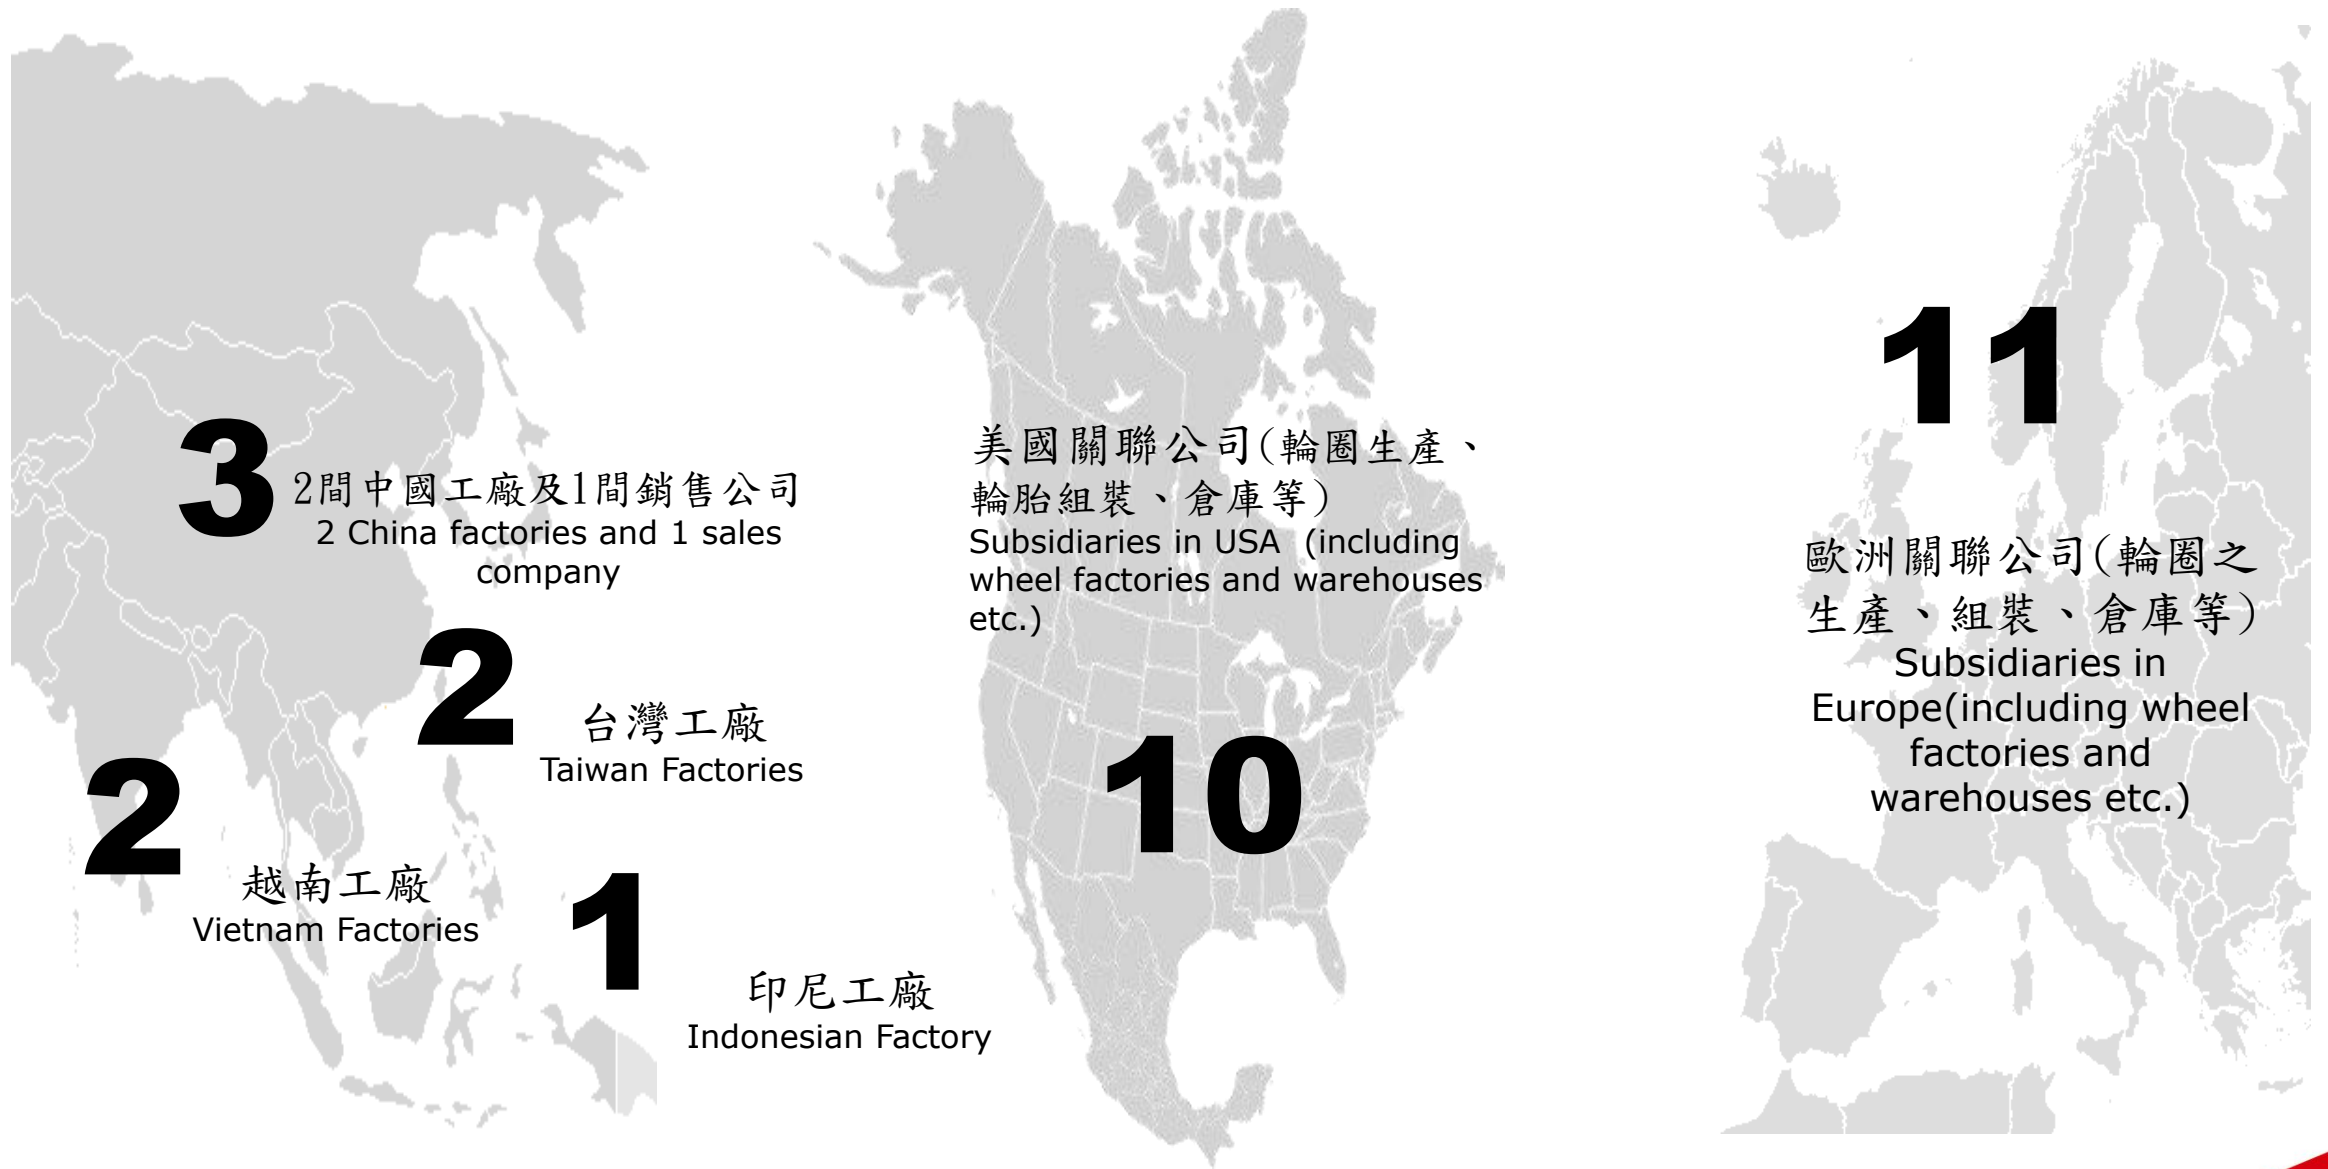 3
2間中國工廠及1間銷售公司
2 China factories and 1 sales
company
2
台灣工廠
Taiwan Factories
2
越南工廠
Vietnam Factories
1
印尼工廠
Indonesian Factory
美國關聯公司(輪圈生產、
輪胎組裝、倉庫等)
Subsidiaries in USA (including
wheel factories and warehouses
etc.)
10
11
歐洲關聯公司(輪圈之
生產、組裝、倉庫等)
Subsidiaries in
Europe(including wheel
factories and
warehouses etc.)